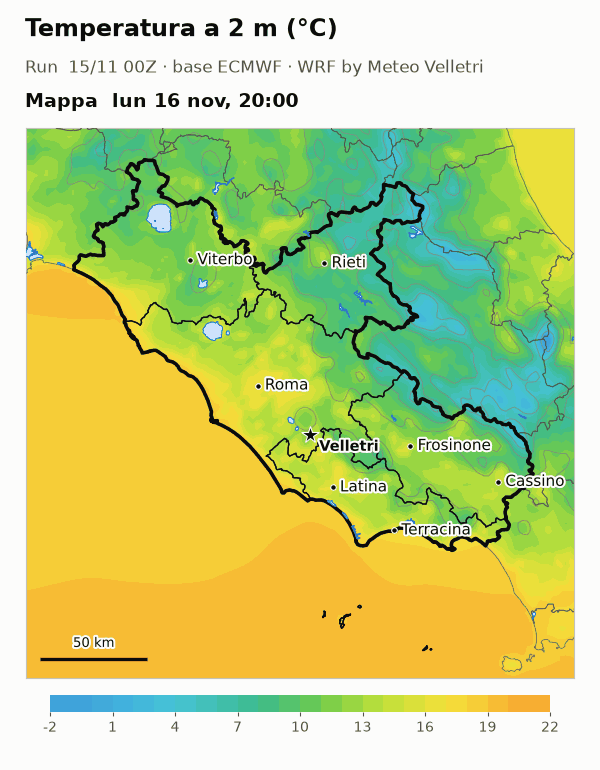 Temperatura a 2 m (°C)
Run  15/11 00Z · base ECMWF · WRF by Meteo Velletri
Mappa  lun 16 nov, 20:00
Viterbo
Rieti
Roma
Velletri
Frosinone
Cassino
Latina
Terracina
50 km
-2 1 4 7 10 13 16 19 22